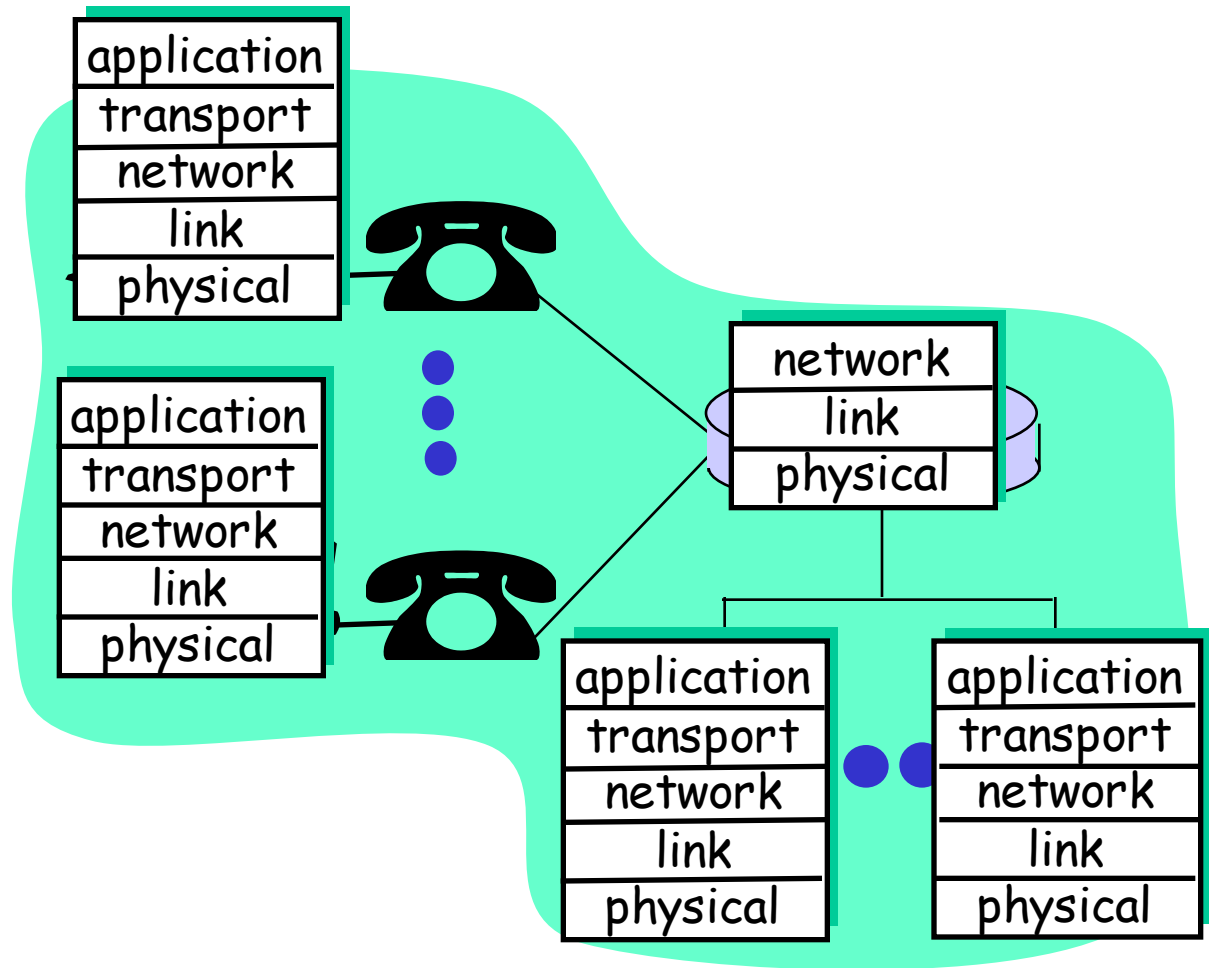 application
transport
network
link
physical
application
transport
network
link
physical
network
link
physical
application
transport
network
link
physical
application
transport
network
link
physical